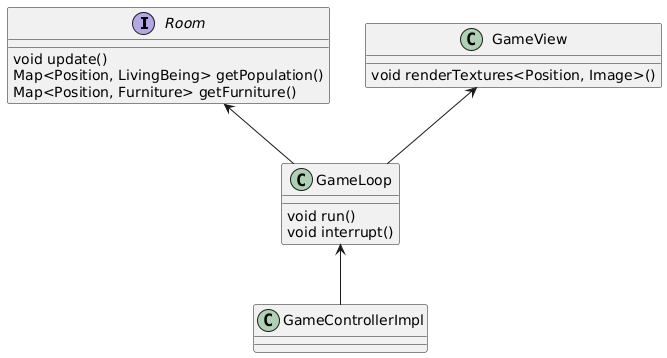 I Room
void update()
Map<Position, LivingBeing> getPopulation()
Map<Position, Furniture> getFurniture()
C GameView
void renderTextures<Position, Image>()
C GameLoop
void run()
void interrupt()
C GameControllerImpl